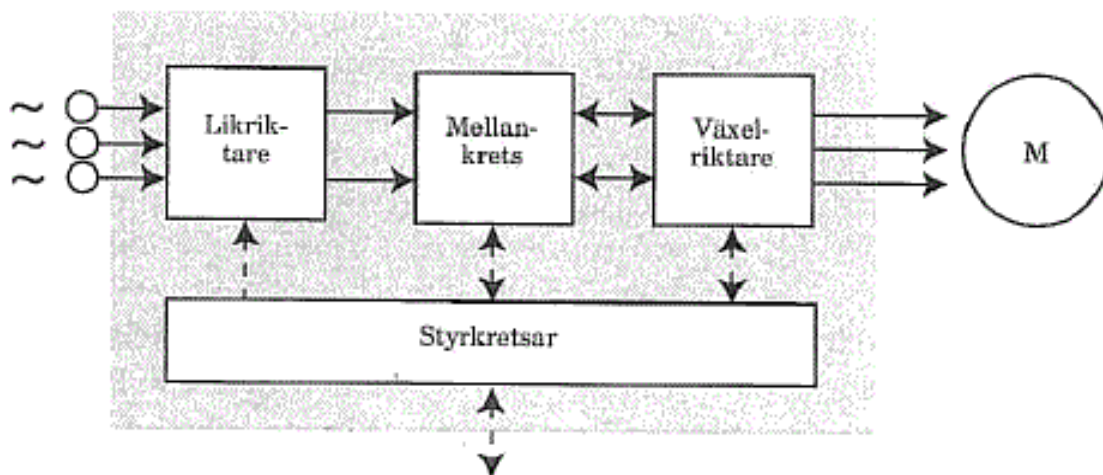 Likrik-
tare
Mellan-
krets
Växel-
riktare
M
Styrkretsar